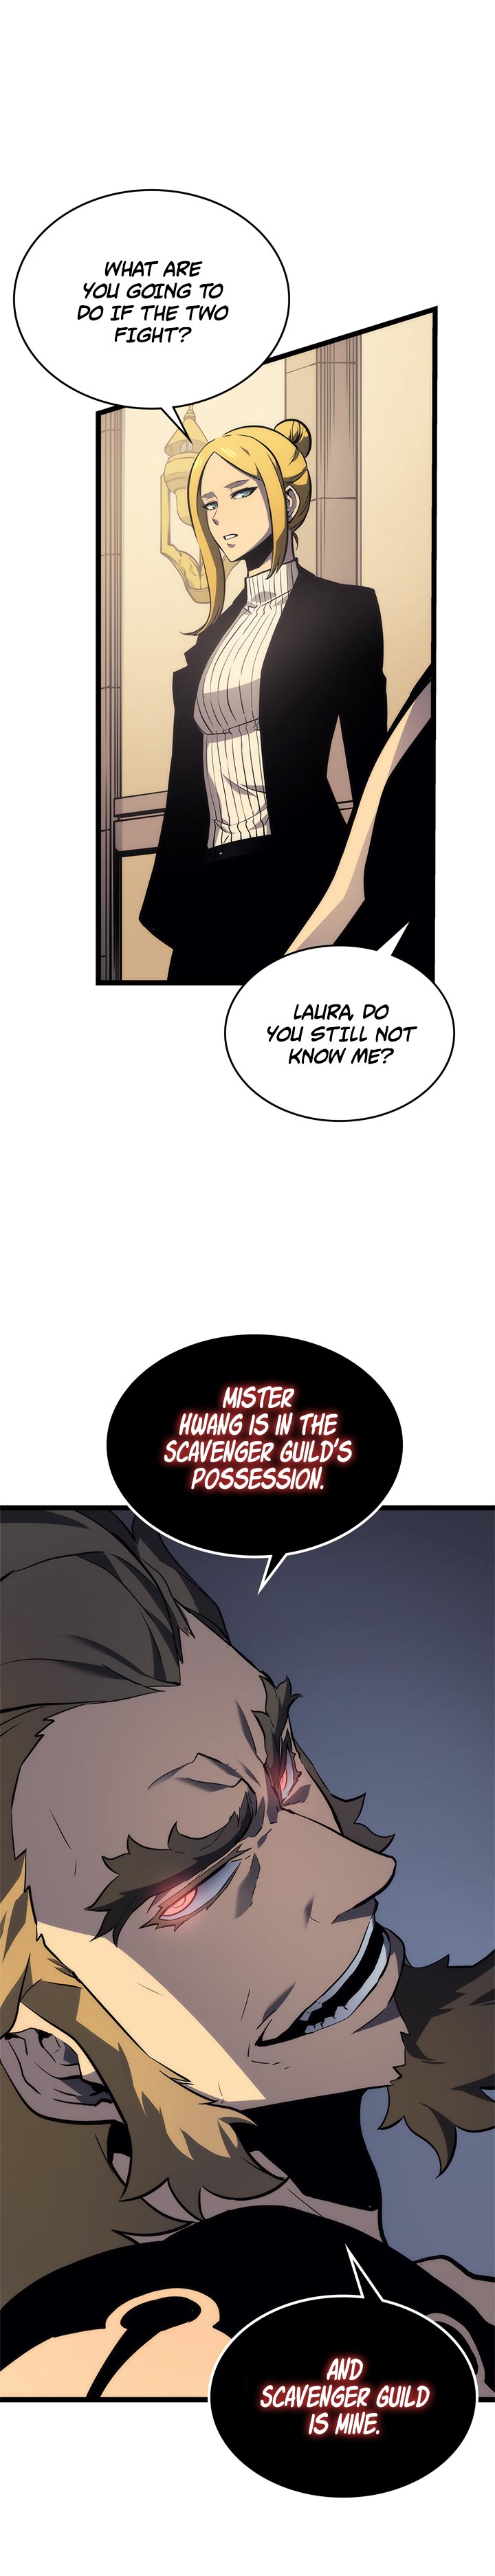 WHAT ARE
YOU GOING TO
DO IF THE TWO
FIGHT?
LAURA, DO
YOU STILL NOT
KNOW ME?
MISTER
HWANG IS IN THE
SCAVENGER GUILD'S
POSSESSION.
AND
SCAVENGER GUILD
IS MINE.